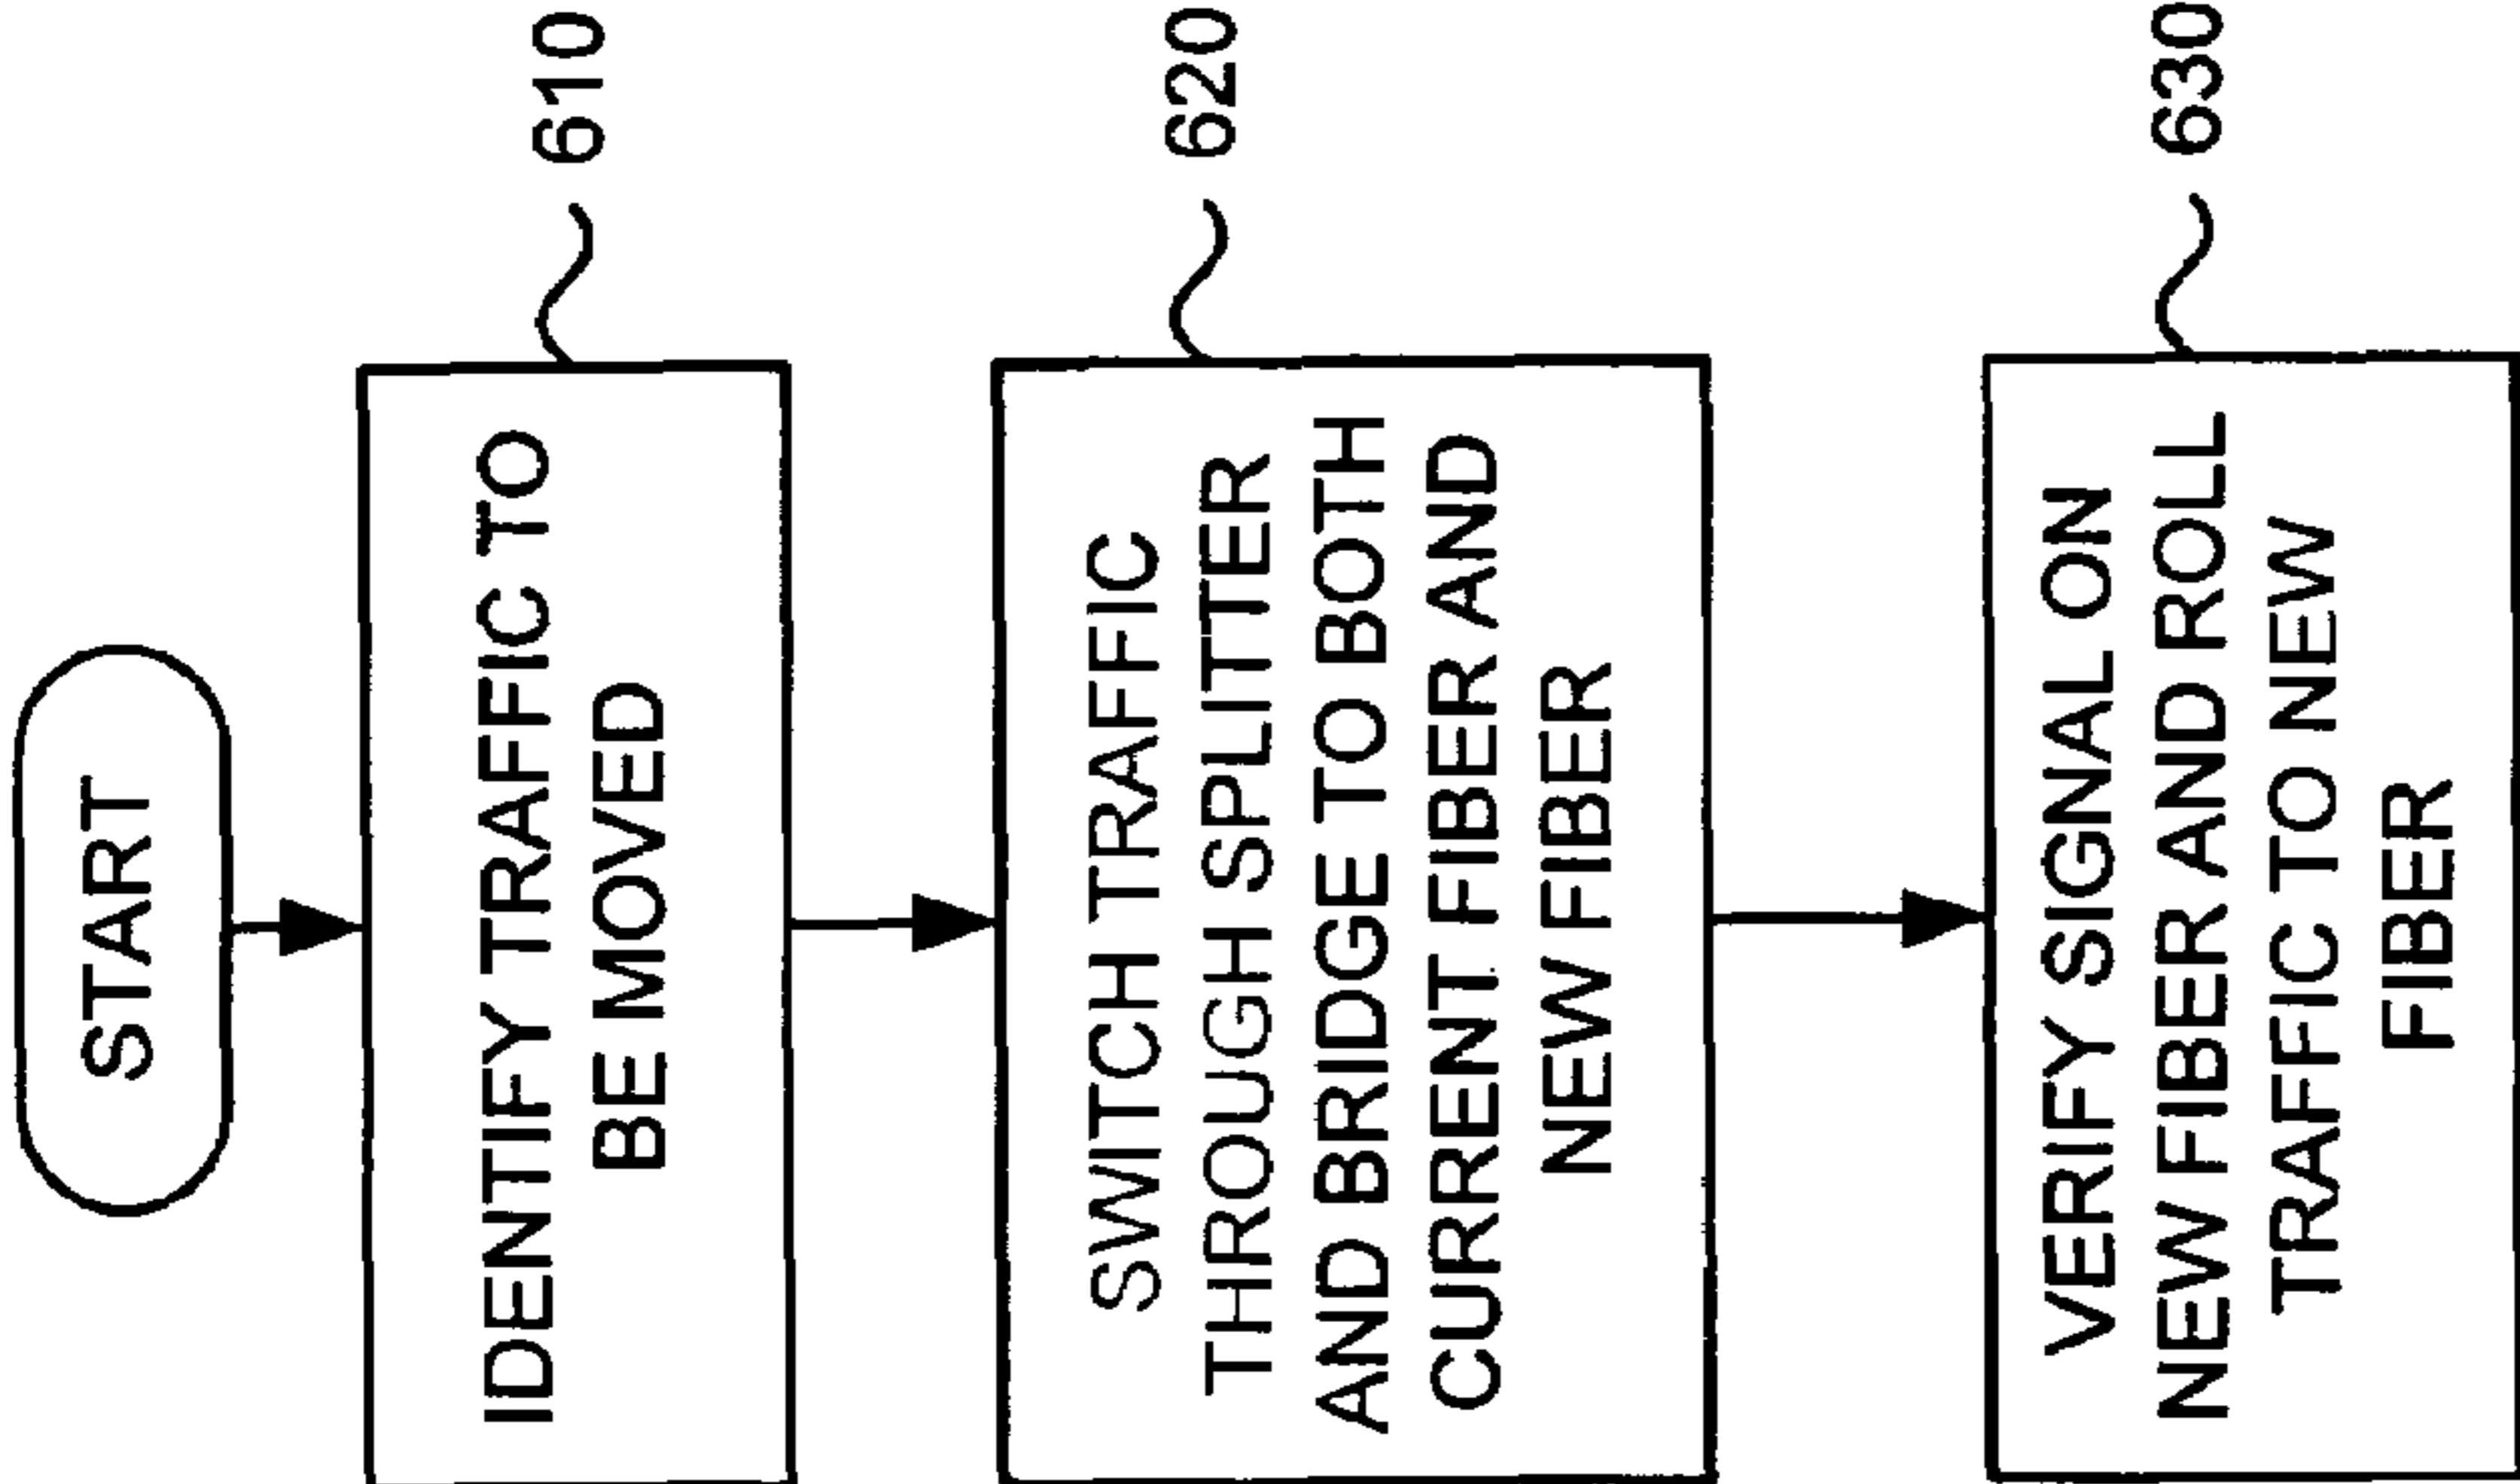 START
IDENTIFY TRAFFIC TO
BE MOVED
610
SWITCH TRAFFIC
THROUGH SPLITTER
AND BRIDGE TO BOTH
CURRENT FIBER AND
NEW FIBER
620
VERIFY SIGNAL ON
NEW FIBER AND ROLL
TRAFFIC TO NEW
FIBER
630